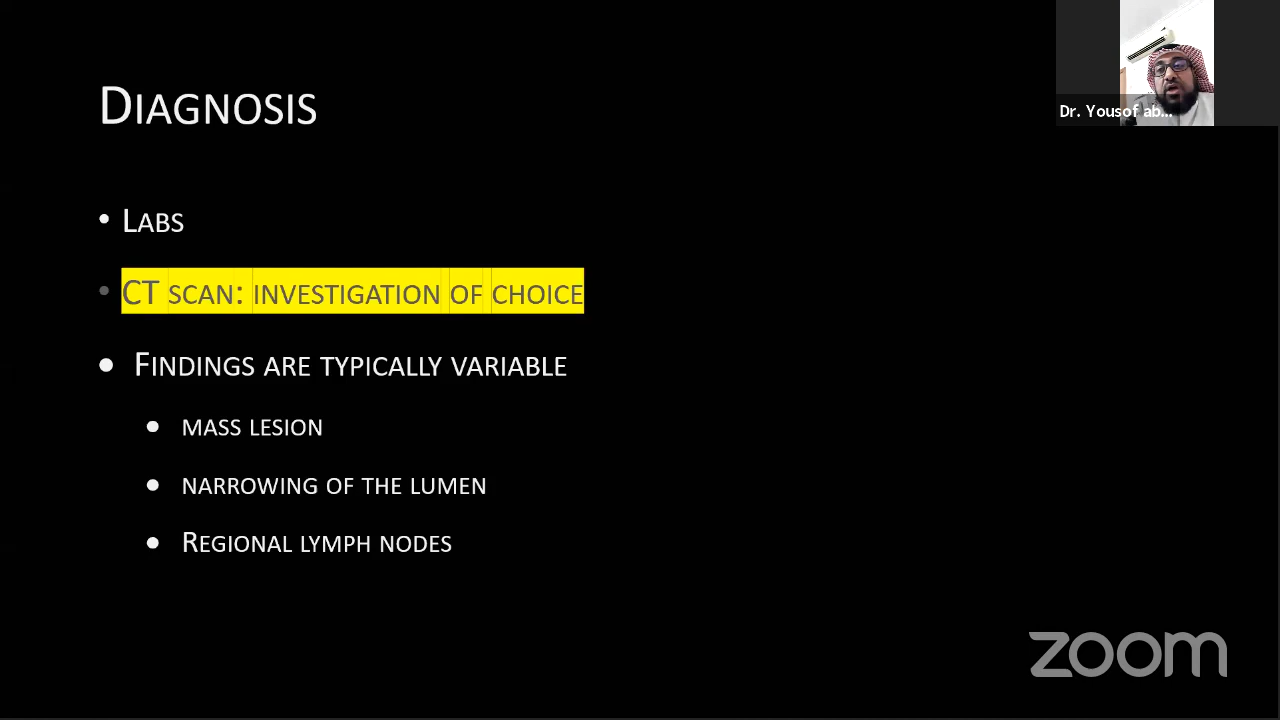 DIAGNOSIS
Dr. Yousof ab...
• LABS
• CT SCAN: INVESTIGATION OF CHOICE
• FINDINGS ARE TYPICALLY VARIABLE
• MASS LESION
• NARROWING OF THE LUMEN
• REGIONAL LYMPH NODES
zoom